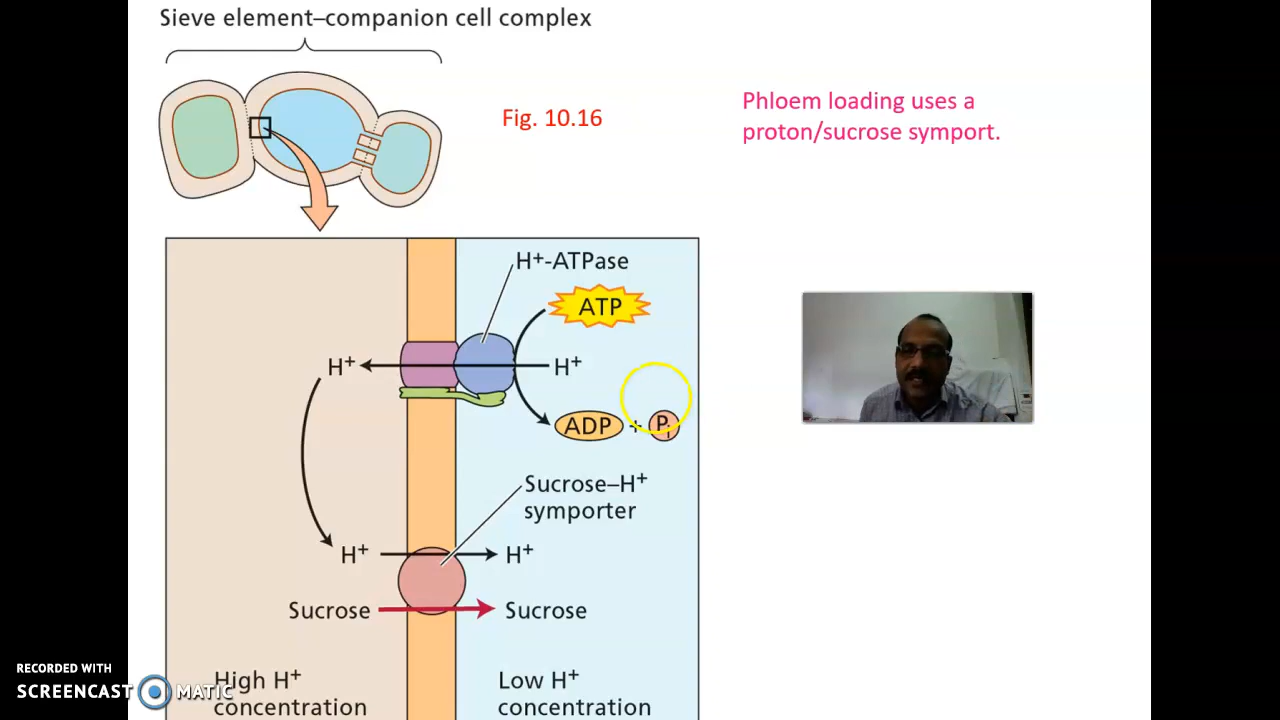 Sieve element–companion cell complex
Fig. 10.16
Phloem loading uses a
proton/sucrose symport.
H+-ATPase
ATP
H+
H+
ADP + Pi
Sucrose–H+
symporter
H+
H+
Sucrose
Sucrose
High H+
concentration
Low H+
concentration
RECORDED WITH
SCREENCAST MATIC